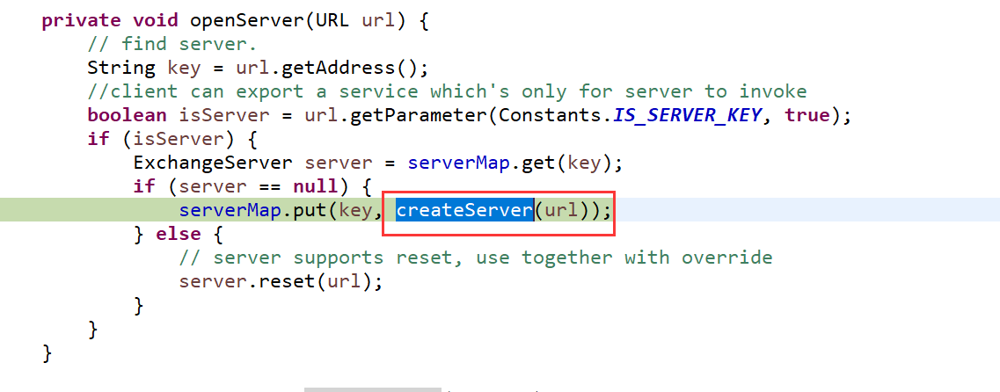 private void openServer(URL url) {
// find server.
String key = url.getAddress();
//client can export a service which's only for server to invoke
boolean isServer = url.getParameter(Constants.IS_SERVER_KEY, true);
if (isServer) {
ExchangeServer server = serverMap.get(key);
if (server == null) {
serverMap.put(key, createServer(url));
} else {
// server supports reset, use together with override
server.reset(url);
}
}
}